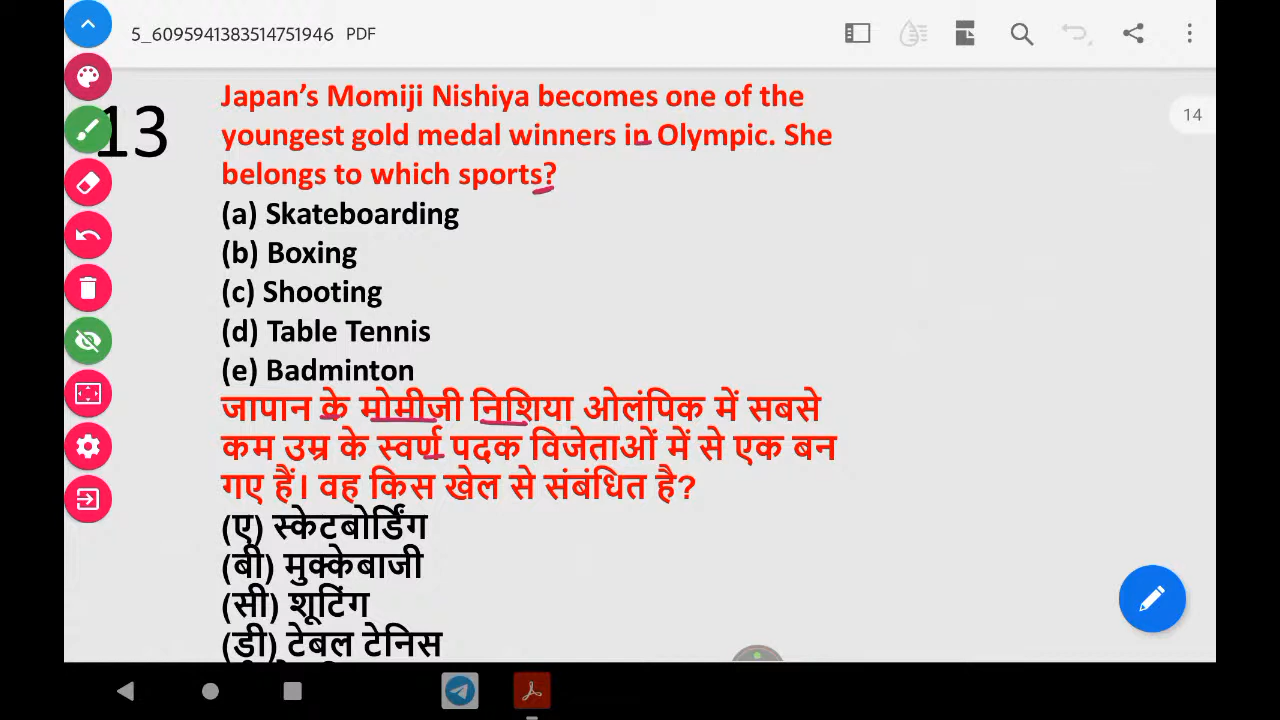 5_6095941383514751946 PDF
14
13
Japan's Momiji Nishiya becomes one of the
youngest gold medal winners in Olympic. She
belongs to which sports?
(a) Skateboarding
(b) Boxing
(c) Shooting
(d) Table Tennis
(e) Badminton
जापान के मोमीजी निशिया ओलंपिक में सबसे
कम उम्र के स्वर्ण पदक विजेताओं में से एक बन
गए हैं। वह किस खेल से संबंधित है?
(ए) स्केटबोर्डिंग
(बी) मुक्केबाजी
(सी) शूटिंग
(डी) टेबल टेनिस